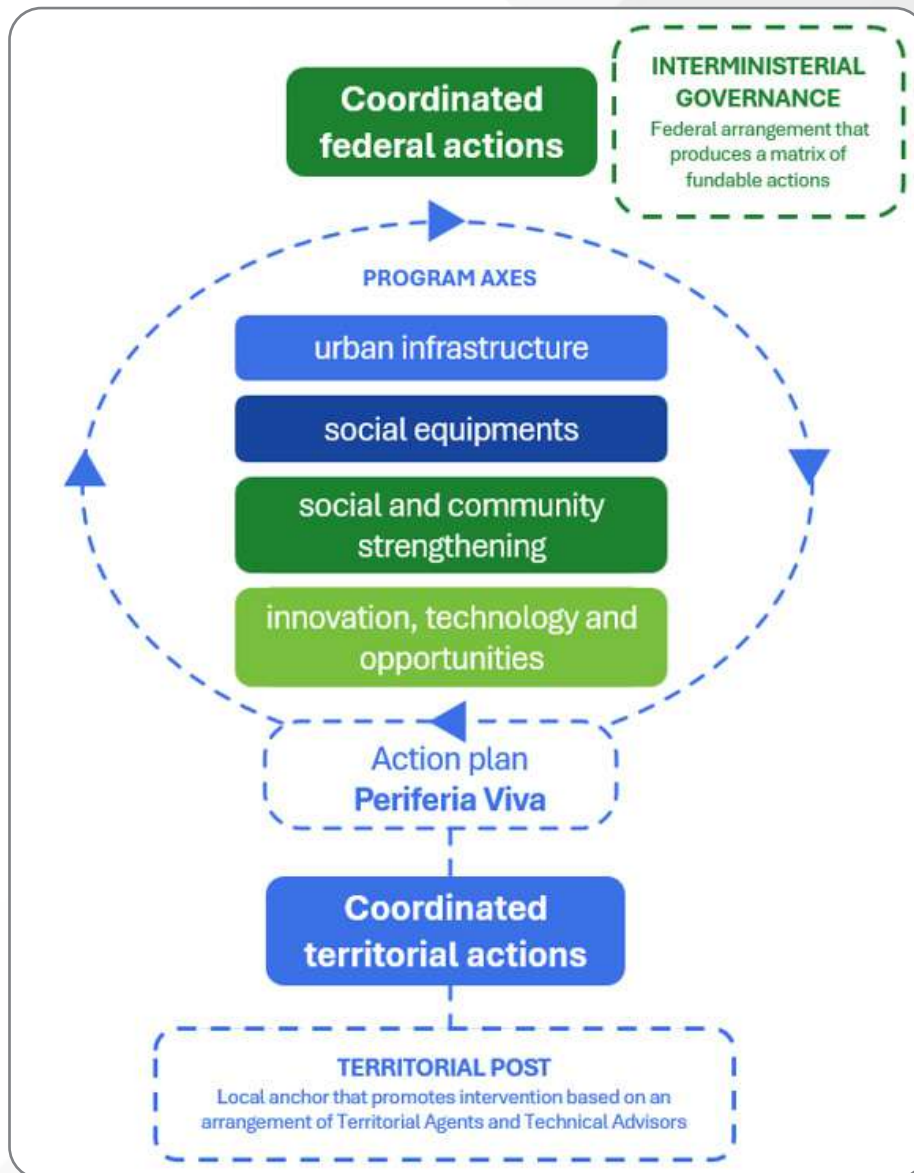 Coordinated
federal actions
INTERMINISTERIAL
GOVERNANCE
Federal arrangement that
produces a matrix of
fundable actions
PROGRAM AXES
urban infrastructure
social equipments
social and community
strengthening
innovation, technology and
opportunities
Action plan
Periferia Viva
Coordinated
territorial actions
TERRITORIAL POST
Local anchor that promotes intervention based on an
arrangement of Territorial Agents and Technical Advisors